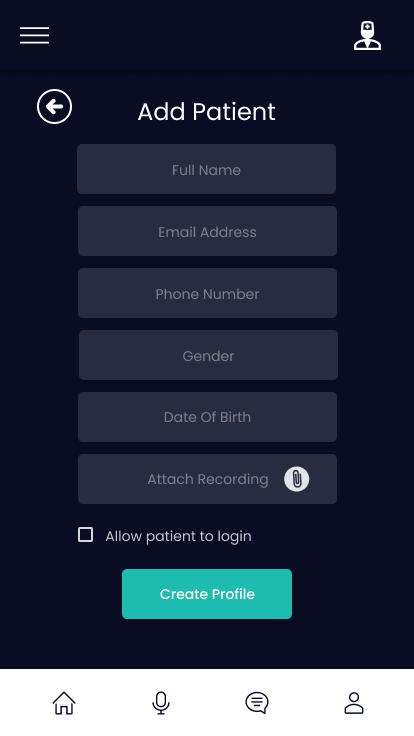 Add Patient
Full Name
Email Address
Phone Number
Gender
Date Of Birth
Attach Recording
Allow patient to login
Create Profile